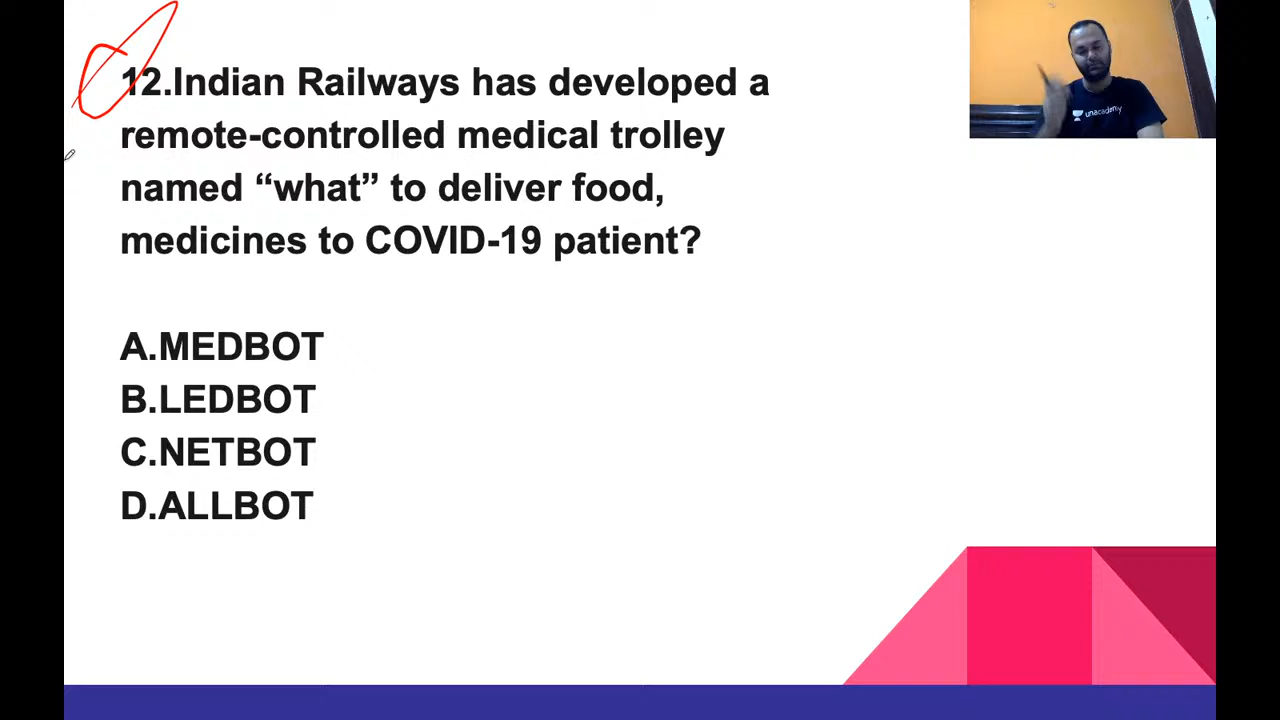 12.Indian Railways has developed a
remote-controlled medical trolley
named “what” to deliver food,
medicines to COVID-19 patient?
A.MEDBOT
B.LEDBOT
C.NETBOT
D.ALLBOT
unacademy